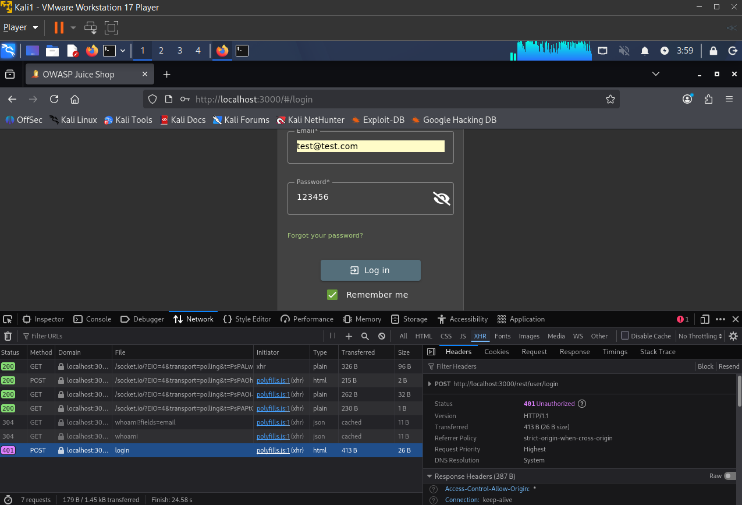 Kali1 - VMware Workstation 17 Player
Player
1 2 3 4
3:59
OWASP Juice Shop
http://localhost:3000/#/login
OffSec Kali Linux Kali Tools Kali Docs Kali Forums Kali NetHunter Exploit-DB Google Hacking DB
Email*
test@test.com
Password*
123456
Forgot your password?
Log in
Remember me
Inspector Console Debugger Network Style Editor Performance Memory Storage Accessibility Application 1
Filter URLs All HTML CSS JS XHR Fonts Images Media WS Other Disable Cache No Throttling
Status Method Domain File Initiator Type Transferred Size
200 GET localhost:30... /socket.io/?EIO=4&transport=polling&t=PsPALw xhr plain 326 B 96 B
200 POST localhost:30... /socket.io/?EIO=4&transport=polling&t=PsPAOh polyfills.js:1 (xhr) html 215 B 2 B
200 GET localhost:30... /socket.io/?EIO=4&transport=polling&t=PsPAOi polyfills.js:1 (xhr) plain 262 B 32 B
200 GET localhost:30... /socket.io/?EIO=4&transport=polling&t=PsPAPt polyfills.js:1 (xhr) plain 230 B 1 B
304 GET localhost:30... whoami?fields=email polyfills.js:1 (xhr) json cached 11 B
304 GET localhost:30... whoami polyfills.js:1 (xhr) json cached 11 B
401 POST localhost:30... login polyfills.js:1 (xhr) html 413 B 26 B
7 requests 179 B / 1.45 kB transferred Finish: 24.58 s
Headers Cookies Request Response Timings Stack Trace
Filter Headers Block Resend
POST http://localhost:3000/rest/user/login
Status 401 Unauthorized
Version HTTP/1.1
Transferred 413 B (26 B size)
Referrer Policy strict-origin-when-cross-origin
Request Priority Highest
DNS Resolution System
Response Headers (387 B) Raw
Access-Control-Allow-Origin: *
Connection: keep-alive